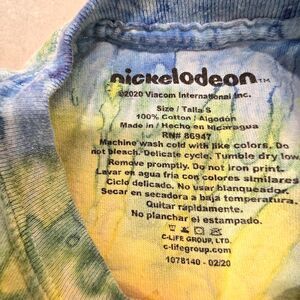 nickelodeon™
©2020 Viacom International Inc.
Size / Talla S
100% Cotton / Algodón
Made in / Hecho en Nicaragua
RN# 86947
Machine wash cold with like colors. Do
not bleach. Delicate cycle. Tumble dry low.
Remove promptly. Do not iron print.
Lavar en agua fria con colores similares.
Ciclo delicado. No usar blanqueador.
Secar en secadora a baja temperatura.
Quitar rápidamente.
No planchar el estampado.
C-LIFE GROUP, LTD.
c-lifegroup.com
1078140 - 02/20